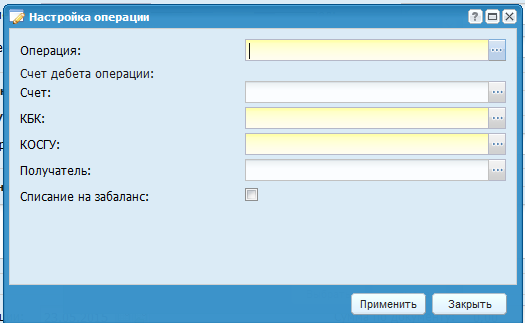 Настройка операции
Операция:
Счет дебета операции:
Счет:
КБК:
КОСГУ:
Получатель:
Списание на забаланс:
Применить Закрыть